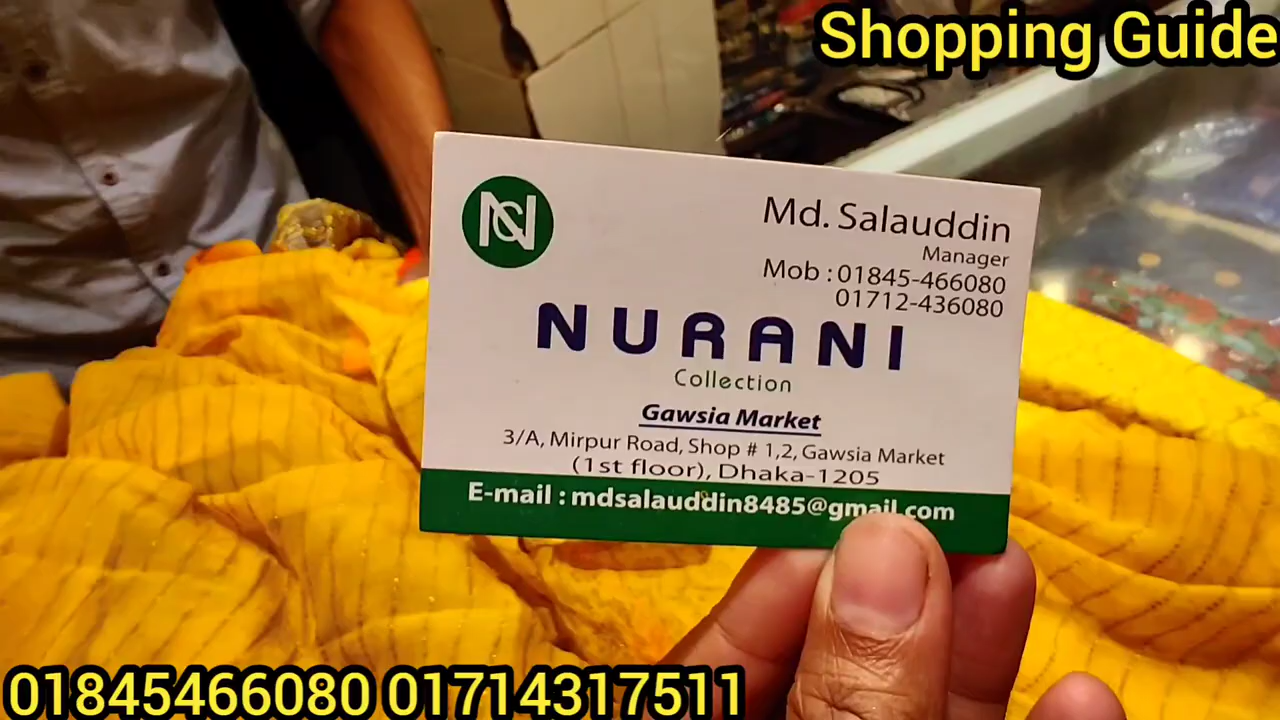 Shopping Guide
NC
Md. Salauddin
Manager
Mob : 01845-466080
01712-436080
NURANI
Collection
Gawsia Market
3/A, Mirpur Road, Shop # 1,2, Gawsia Market
(1st floor), Dhaka-1205
E-mail : mdsalauddin8485@gmail.com
01845466080 01714317511